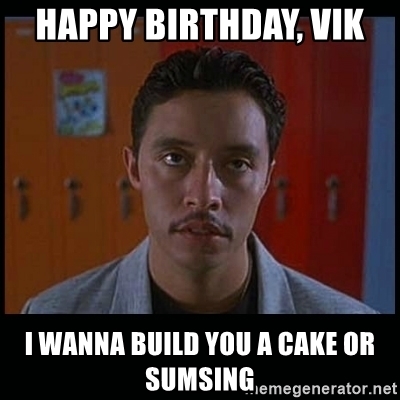 HAPPY BIRTHDAY, VIK
I WANNA BUILD YOU A CAKE OR
SUMSING
memegenerator.net